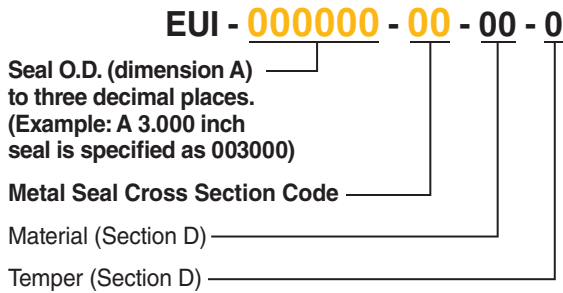 EUI - 000000 - 00 - 00 - 0
Seal O.D. (dimension A)
to three decimal places.
(Example: A 3.000 inch
seal is specified as 003000)
Metal Seal Cross Section Code
Material (Section D)
Temper (Section D)